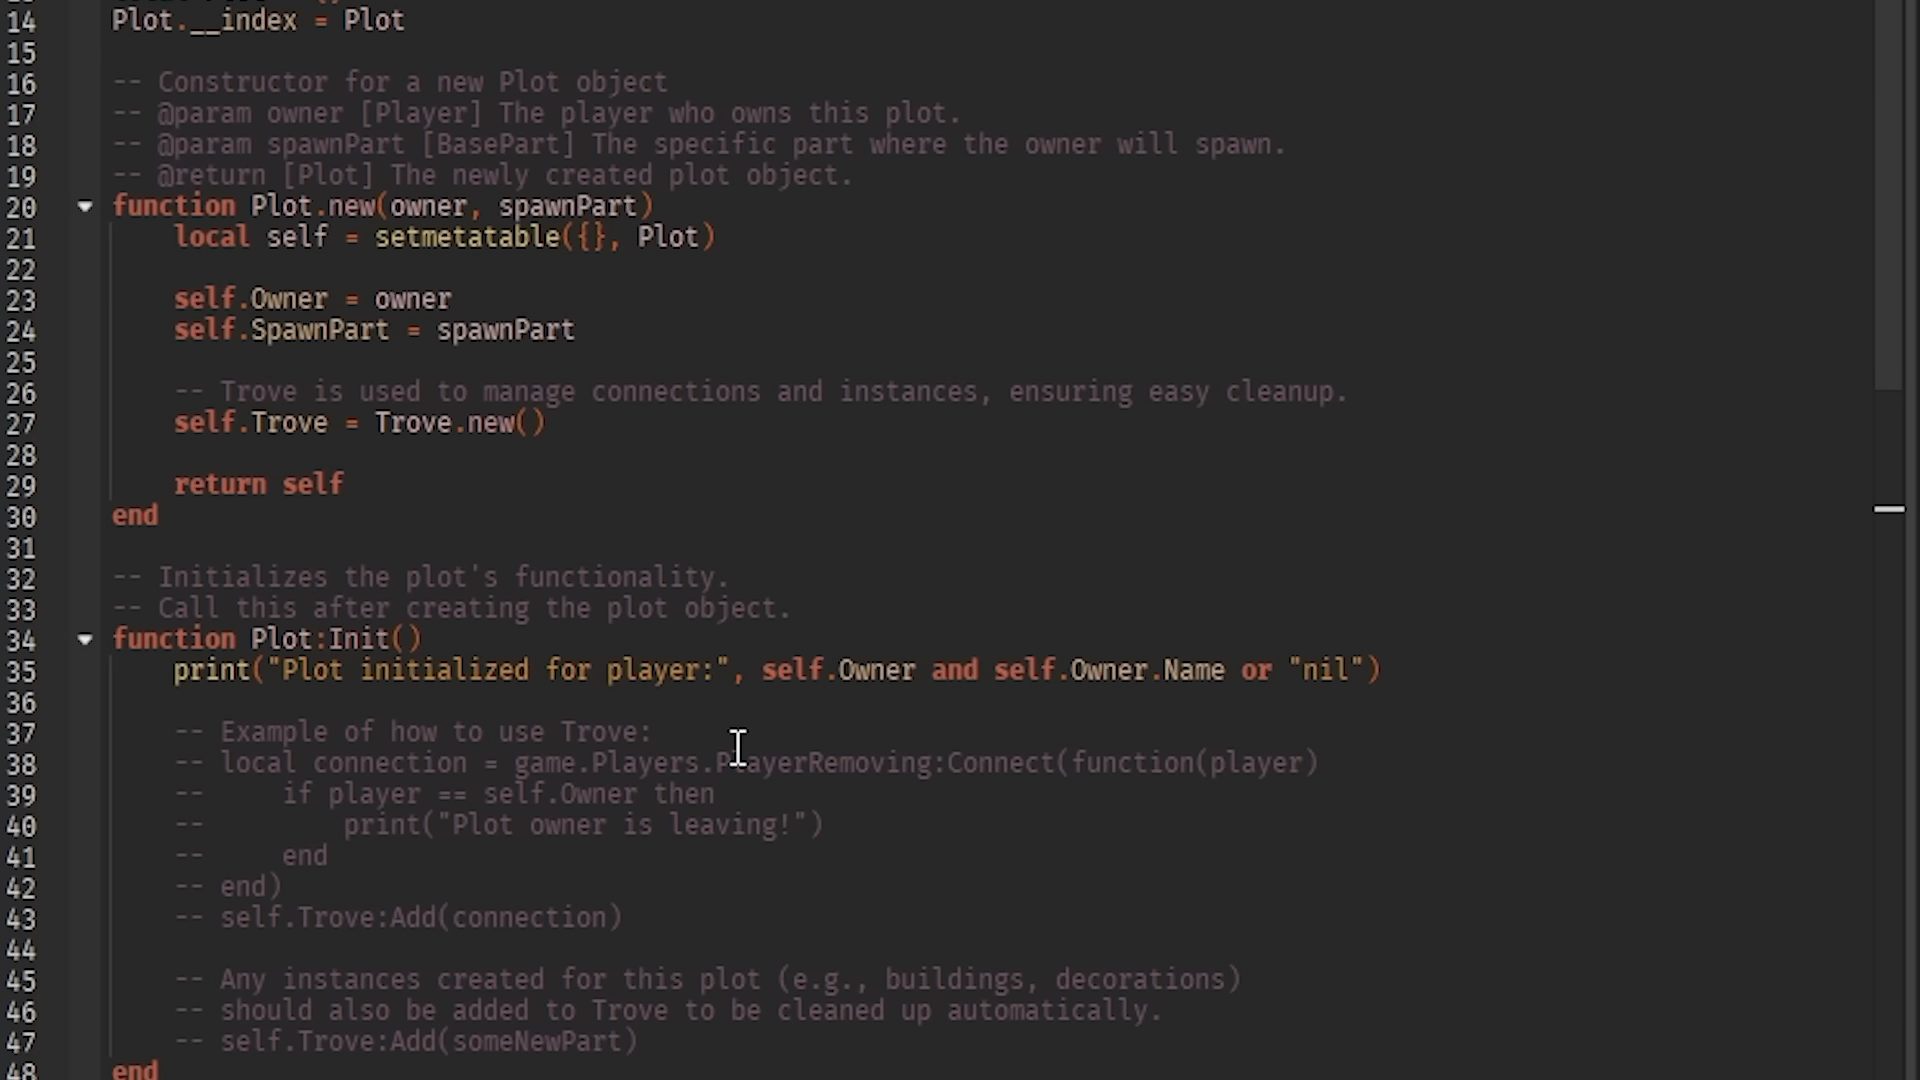 14 Plot.__index = Plot
15
16 -- Constructor for a new Plot object
17 -- @param owner [Player] The player who owns this plot.
18 -- @param spawnPart [BasePart] The specific part where the owner will spawn.
19 -- @return [Plot] The newly created plot object.
20 function Plot.new(owner, spawnPart)
21     local self = setmetatable({}, Plot)
22
23     self.Owner = owner
24     self.SpawnPart = spawnPart
25
26     -- Trove is used to manage connections and instances, ensuring easy cleanup.
27     self.Trove = Trove.new()
28
29     return self
30 end
31
32 -- Initializes the plot's functionality.
33 -- Call this after creating the plot object.
34 function Plot:Init()
35     print("Plot initialized for player:", self.Owner and self.Owner.Name or "nil")
36
37     -- Example of how to use Trove:
38     -- local connection = game.Players.PlayerRemoving:Connect(function(player)
39     --     if player == self.Owner then
40     --         print("Plot owner is leaving!")
41     --     end
42     -- end)
43     -- self.Trove:Add(connection)
44
45     -- Any instances created for this plot (e.g., buildings, decorations)
46     -- should also be added to Trove to be cleaned up automatically.
47     -- self.Trove:Add(someNewPart)
48 end